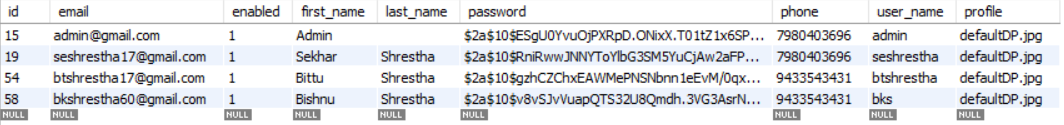 id email enabled first_name last_name password phone user_name profile
15 admin@gmail.com 1 Admin $2a$10$ESgU0YvuOjPXRpD.ONixX.T01tZ1x6SP... 7980403696 admin defaultDP.jpg
19 seshrestha17@gmail.com 1 Sekhar Shrestha $2a$10$RniRwwJNNYToYlbG3SM5YuCjAw2aFP... 7980403696 seshrestha defaultDP.jpg
54 btshrestha17@gmail.com 1 Bittu Shrestha $2a$10$gzhCZChxEAWMePNSNbnn1eEvM/0qx... 9433543431 btshrestha defaultDP.jpg
58 bkshrestha60@gmail.com 1 Bishnu Shrestha $2a$10$v8vSJvVuapQTS32U8Qmdh.3VG3AsrN... 9433543431 bks defaultDP.jpg
NULL NULL NULL NULL NULL NULL NULL NULL NULL